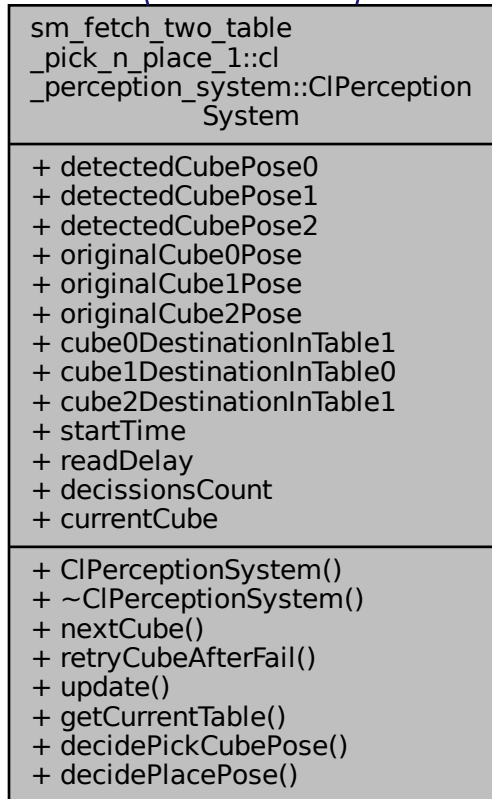 sm_fetch_two_table
_pick_n_place_1::cl
_perception_system::ClPerception
System
+ detectedCubePose0
+ detectedCubePose1
+ detectedCubePose2
+ originalCube0Pose
+ originalCube1Pose
+ originalCube2Pose
+ cube0DestinationInTable1
+ cube1DestinationInTable0
+ cube2DestinationInTable1
+ startTime
+ readDelay
+ decissionsCount
+ currentCube
+ ClPerceptionSystem()
+ ~ClPerceptionSystem()
+ nextCube()
+ retryCubeAfterFail()
+ update()
+ getCurrentTable()
+ decidePickCubePose()
+ decidePlacePose()